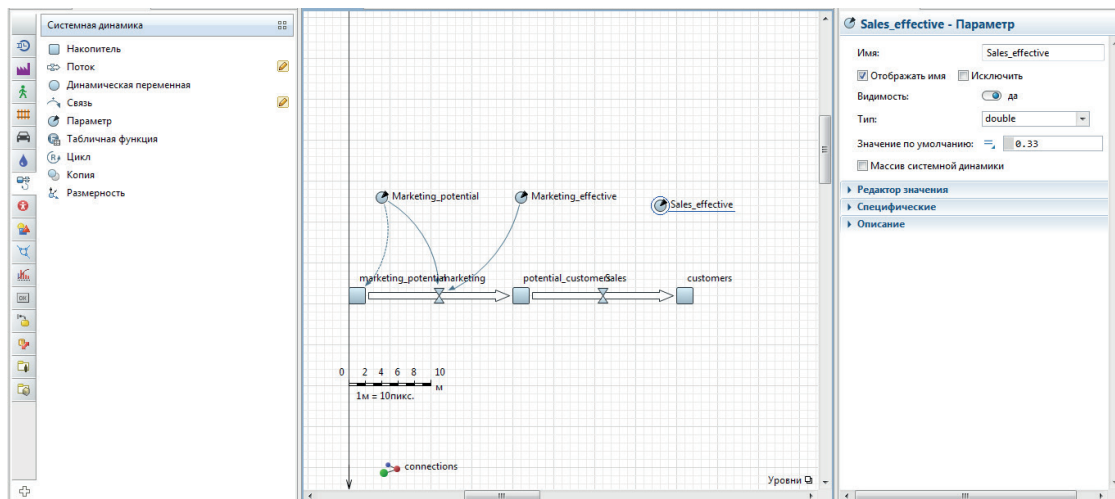 Системная динамика
Накопитель
Поток
Динамическая переменная
Связь
Параметр
Табличная функция
Цикл
Копия
Размерность
Marketing_potential
Marketing_effective
Sales_effective
marketing_potential
marketing
potential_customers
Sales
customers
0 2 4 6 8 10
м
1м = 10пикс.
connections
Уровни
Sales_effective - Параметр
Имя: Sales_effective
Отображать имя Исключить
Видимость: да
Тип: double
Значение по умолчанию: 0.33
Массив системной динамики
Редактор значения
Специфические
Описание